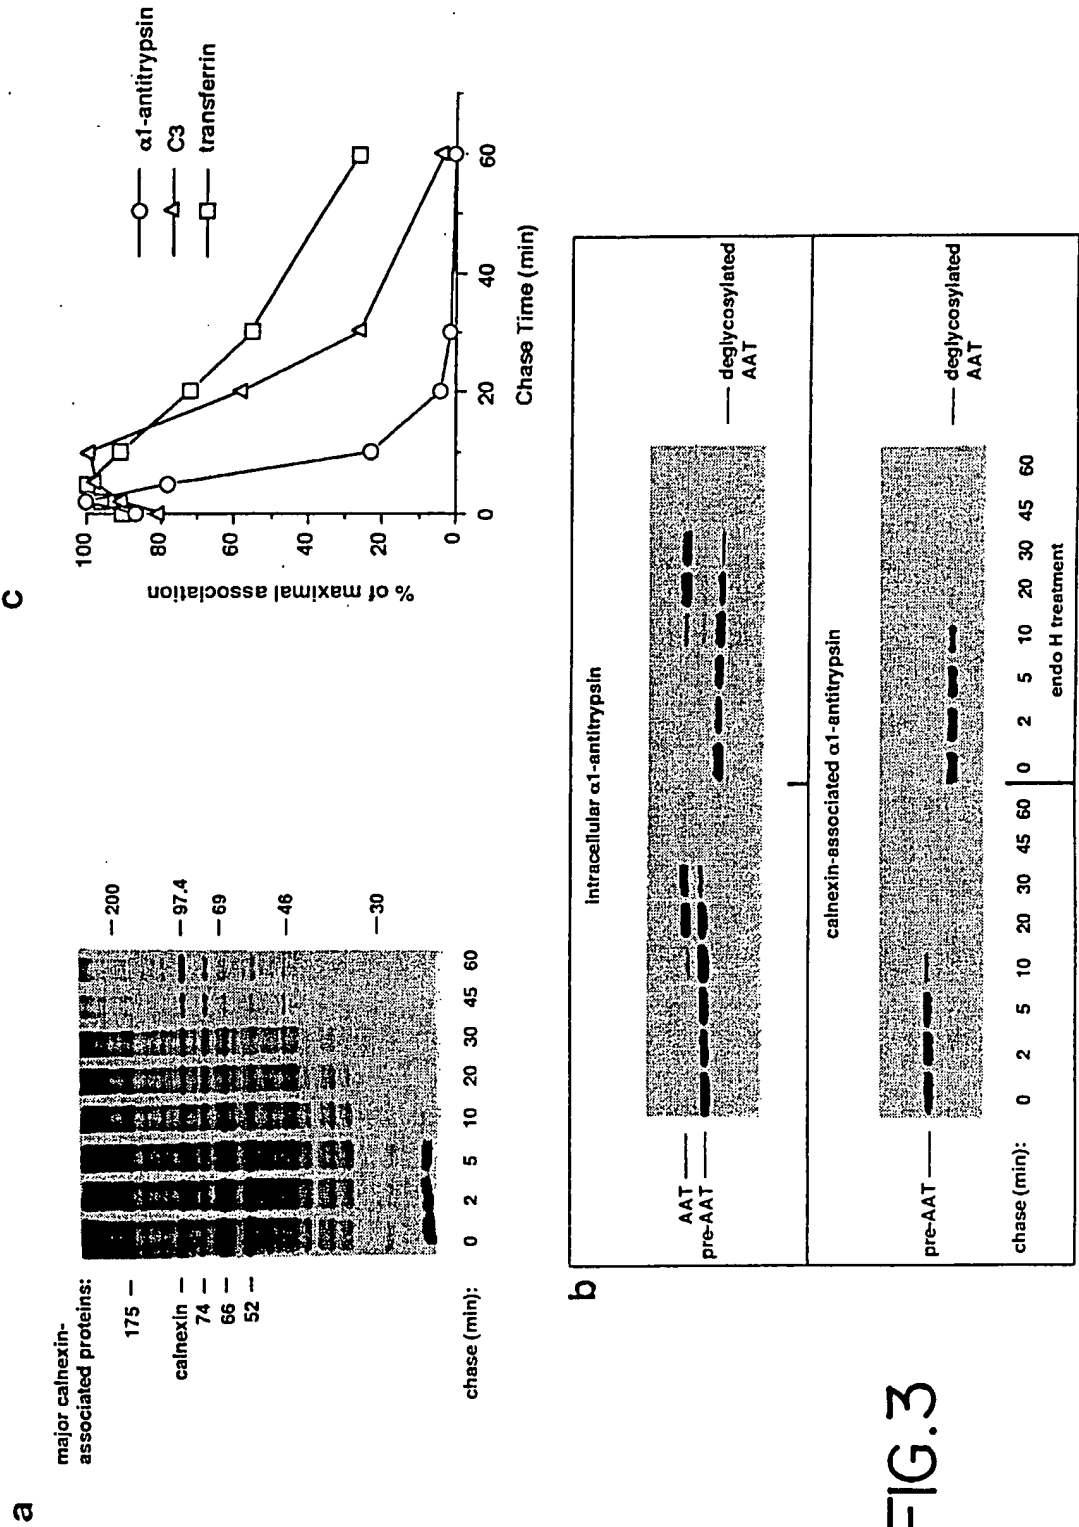 a
major calnexin-
associated proteins:
175
calnexin
74
66
52
200
97.4
69
46
30
chase (min): 0 2 5 10 20 30 45 60
c
% of maximal association
100
80
60
40
20
0
0 20 40 60
Chase Time (min)
α1-antitrypsin
C3
transferrin
b
Intracellular α1-antitrypsin
AAT
pre-AAT
deglycosylated
AAT
calnexin-associated α1-antitrypsin
pre-AAT
deglycosylated
AAT
chase (min): 0 2 5 10 20 30 45 60 0 2 5 10 20 30 45 60
endo H treatment
FIG.3